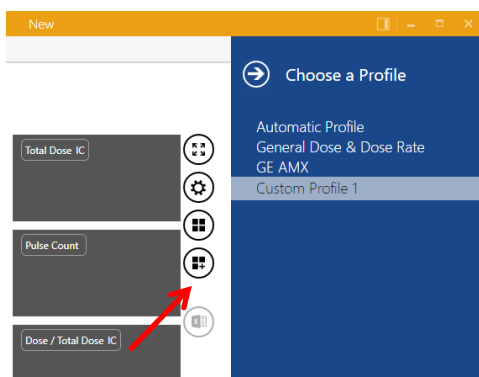 New
Choose a Profile
Automatic Profile
General Dose & Dose Rate
GE AMX
Custom Profile 1
Total Dose IC
Pulse Count
Dose / Total Dose IC